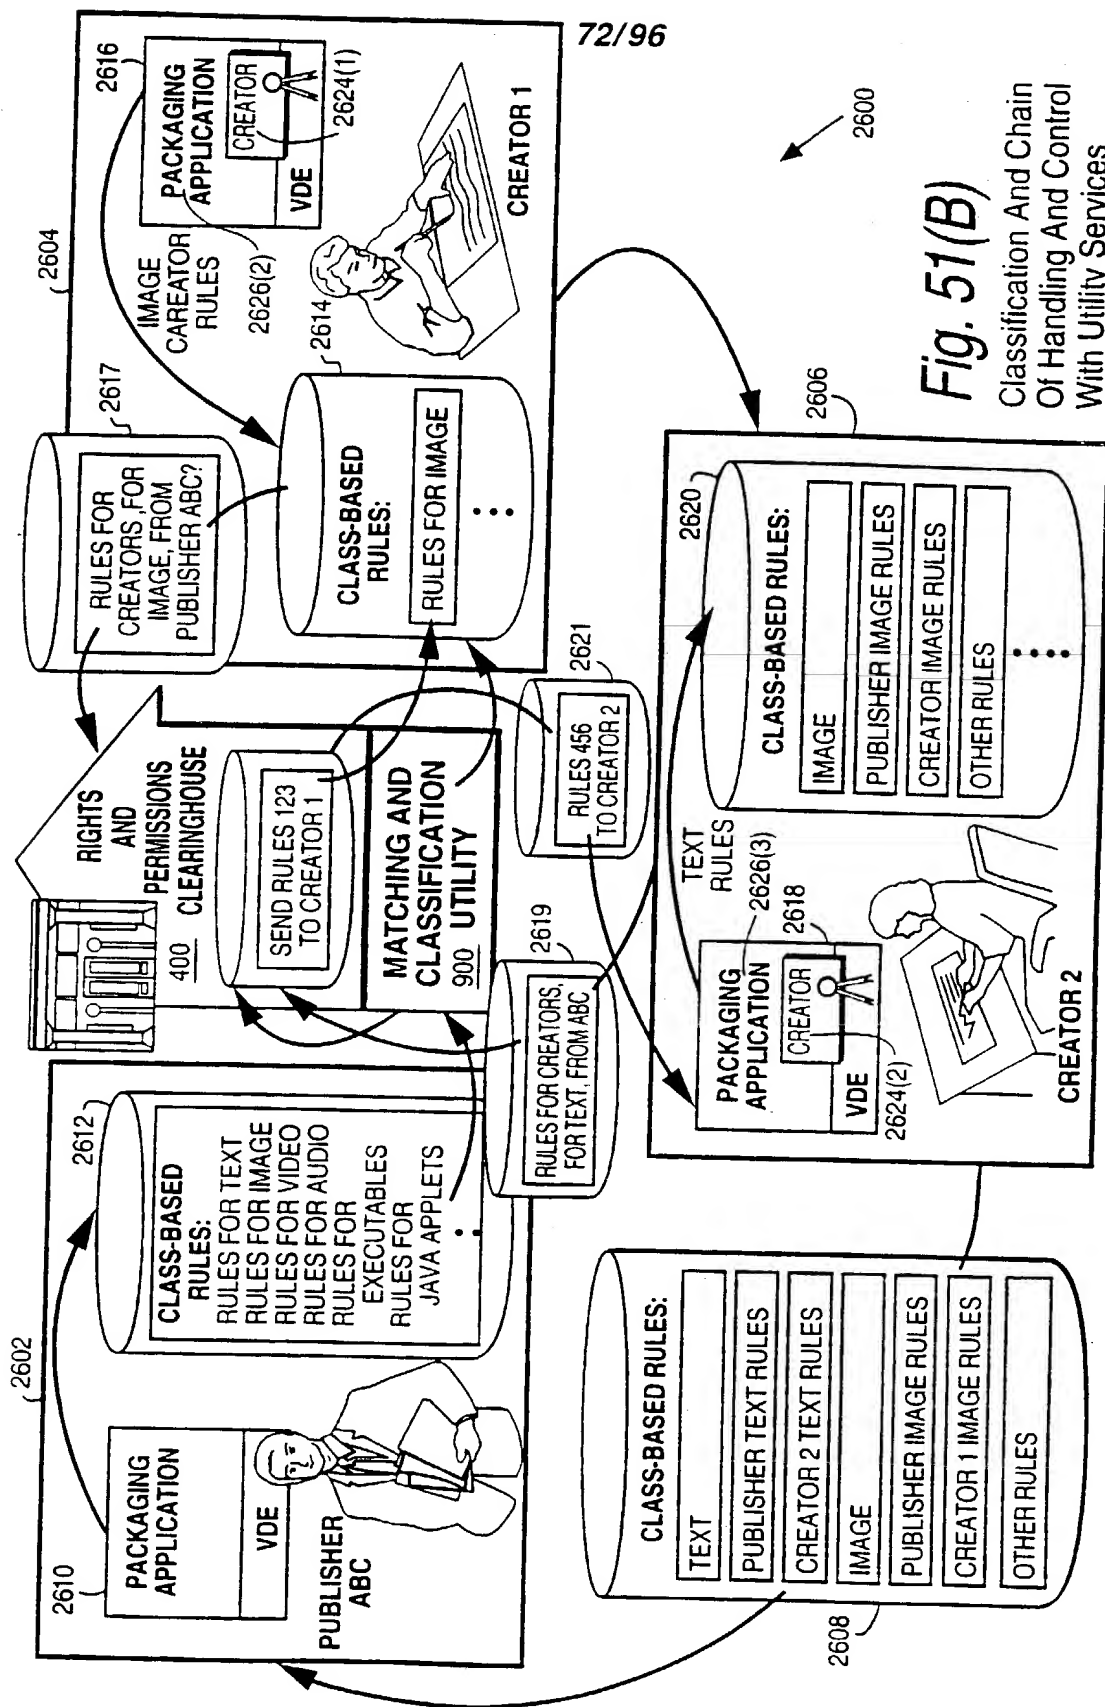 72/96
2602
2610
PACKAGING
APPLICATION
VDE
PUBLISHER
ABC
2612
CLASS-BASED
RULES:
RULES FOR TEXT
RULES FOR IMAGE
RULES FOR VIDEO
RULES FOR AUDIO
RULES FOR
EXECUTABLES
RULES FOR
JAVA APPLETS
RIGHTS
AND
PERMISSIONS
CLEARINGHOUSE
400
SEND RULES 123
TO CREATOR 1
MATCHING AND
CLASSIFICATION
900 UTILITY
2604
2617
RULES FOR
CREATORS ,FOR
IMAGE, FROM
PUBLISHER ABC?
IMAGE
CAREATOR
RULES
2626(2)
2616
PACKAGING
APPLICATION
CREATOR
VDE
2624(1)
2614
CLASS-BASED
RULES:
RULES FOR IMAGE
CREATOR 1
2619
RULES FOR CREATORS,
FOR TEXT, FROM ABC
2621
RULES 456
TO CREATOR 2
2608
CLASS-BASED RULES:
TEXT
PUBLISHER TEXT RULES
CREATOR 2 TEXT RULES
IMAGE
PUBLISHER IMAGE RULES
CREATOR 1 IMAGE RULES
OTHER RULES
2606
PACKAGING
APPLICATION
2626(3)
CREATOR
2618
VDE
2624(2)
TEXT
RULES
CREATOR 2
2620
CLASS-BASED RULES:
IMAGE
PUBLISHER IMAGE RULES
CREATOR IMAGE RULES
OTHER RULES
2600
Fig. 51(B)
Classification And Chain
Of Handling And Control
With Utility Services